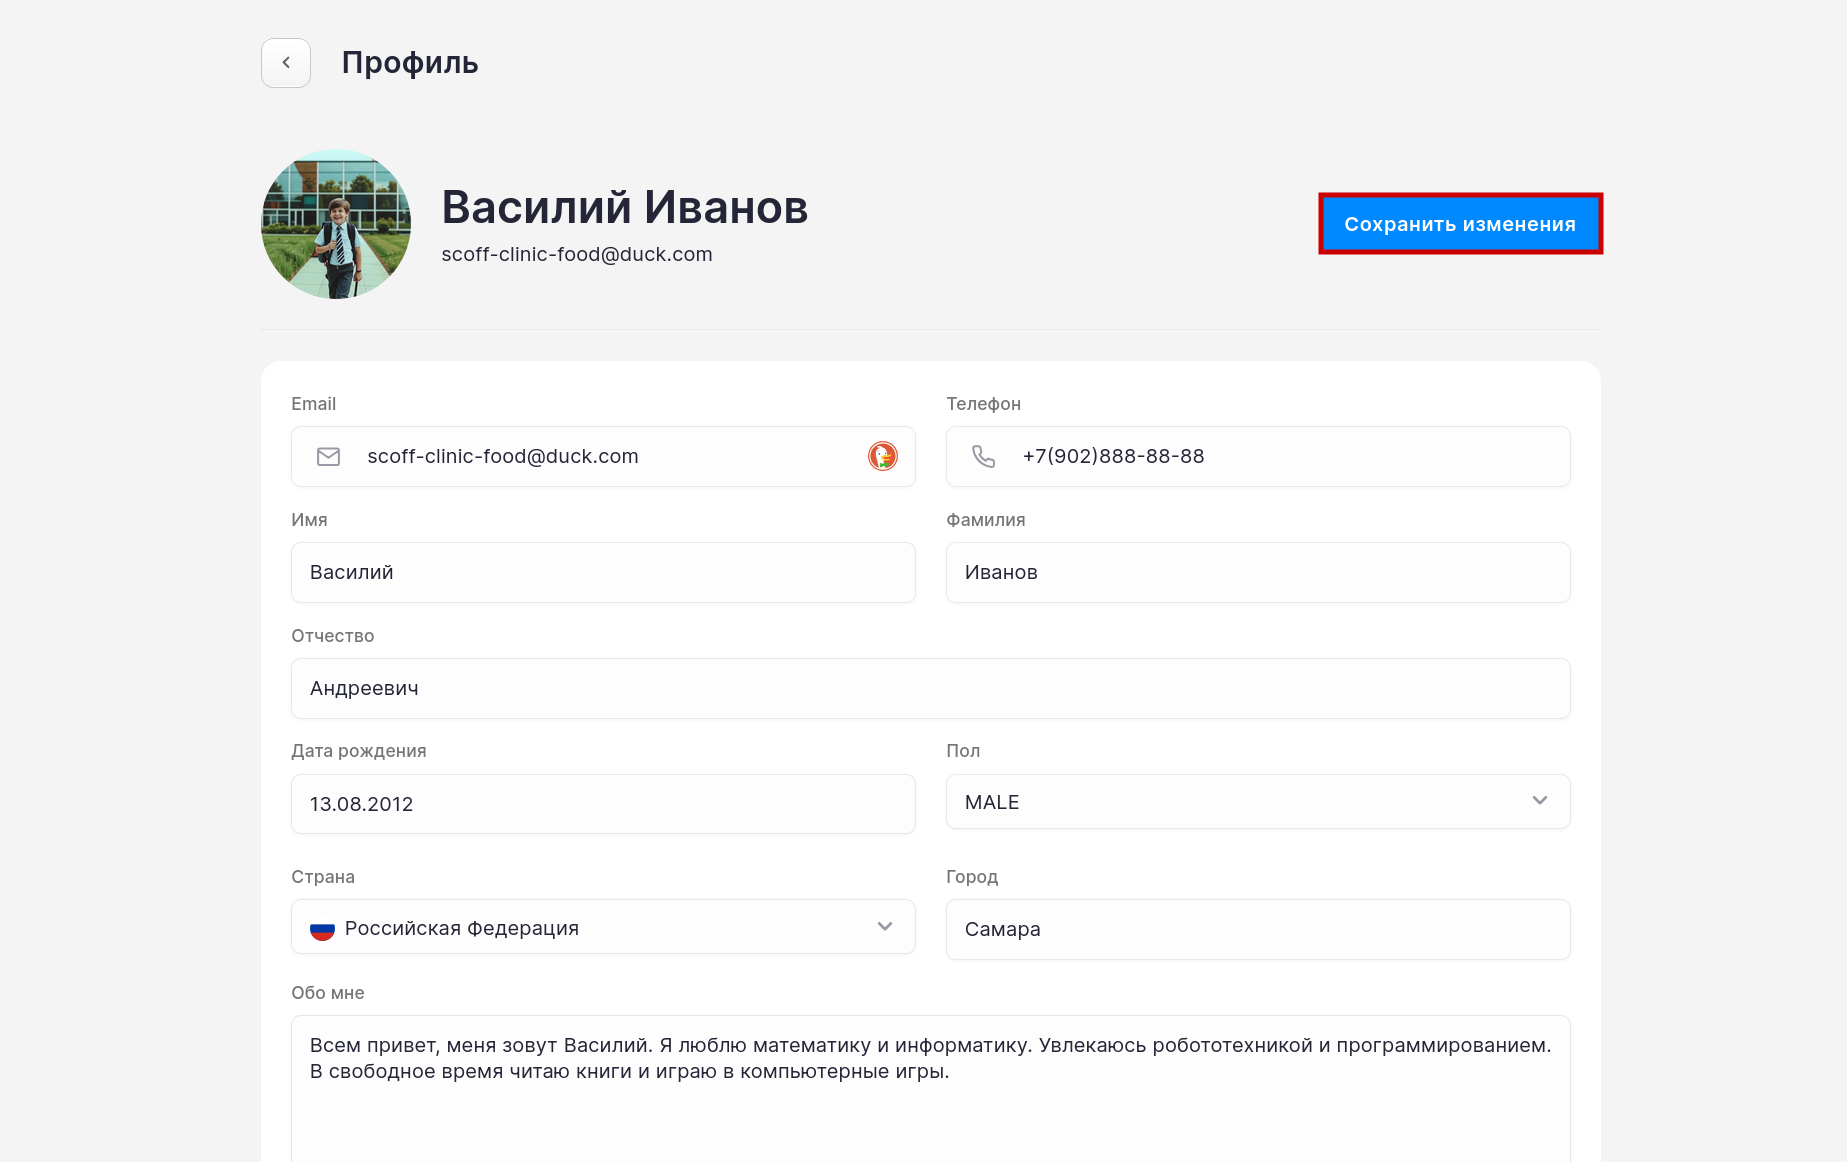 Профиль
Василий Иванов
scoff-clinic-food@duck.com
Сохранить изменения
Email
Телефон
scoff-clinic-food@duck.com
+7(902)888-88-88
Имя
Фамилия
Василий
Иванов
Отчество
Андреевич
Дата рождения
Пол
13.08.2012
MALE
Страна
Город
Российская Федерация
Самара
Обо мне
Всем привет, меня зовут Василий. Я люблю математику и информатику. Увлекаюсь робототехникой и программированием.
В свободное время читаю книги и играю в компьютерные игры.